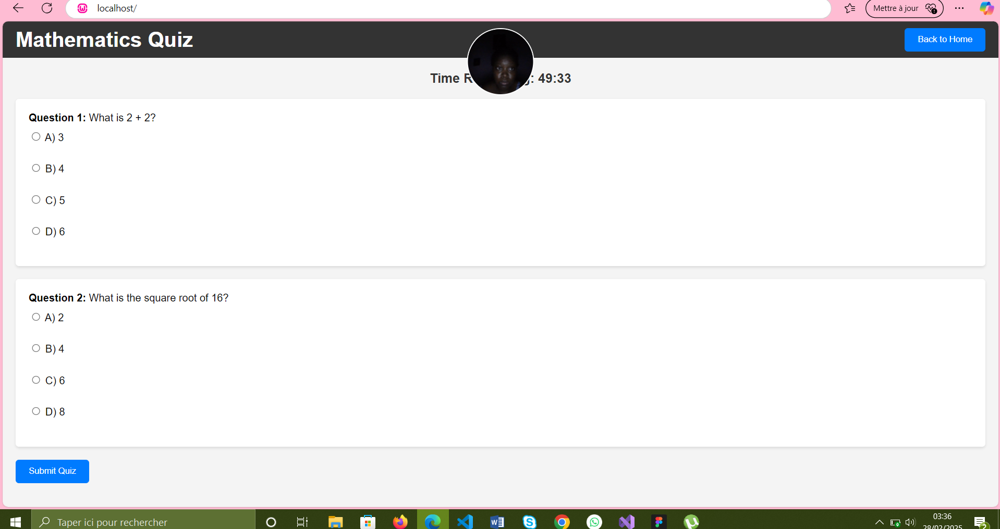 localhost/
Mettre à jour
Mathematics Quiz
Back to Home
Time : 49:33
Question 1: What is 2 + 2?
A) 3
B) 4
C) 5
D) 6
Question 2: What is the square root of 16?
A) 2
B) 4
C) 6
D) 8
Submit Quiz
Taper ici pour rechercher
03:36
28/02/2025
2